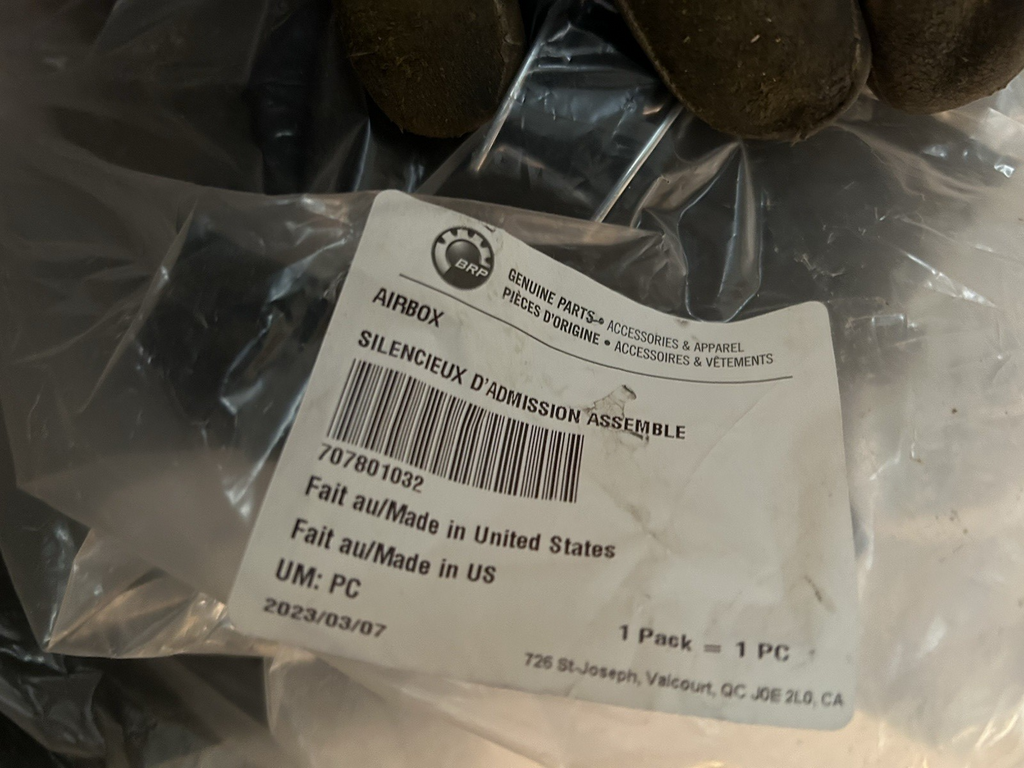 BRP
GENUINE PARTS • ACCESSORIES & APPAREL
PIÈCES D'ORIGINE • ACCESSOIRES & VÊTEMENTS
AIRBOX
SILENCIEUX D'ADMISSION ASSEMBLE
707801032
Fait au/Made in United States
Fait au/Made in US
UM: PC
2023/03/07
1 Pack = 1 PC
726 St-Joseph, Valcourt, QC J0E 2L0, CA